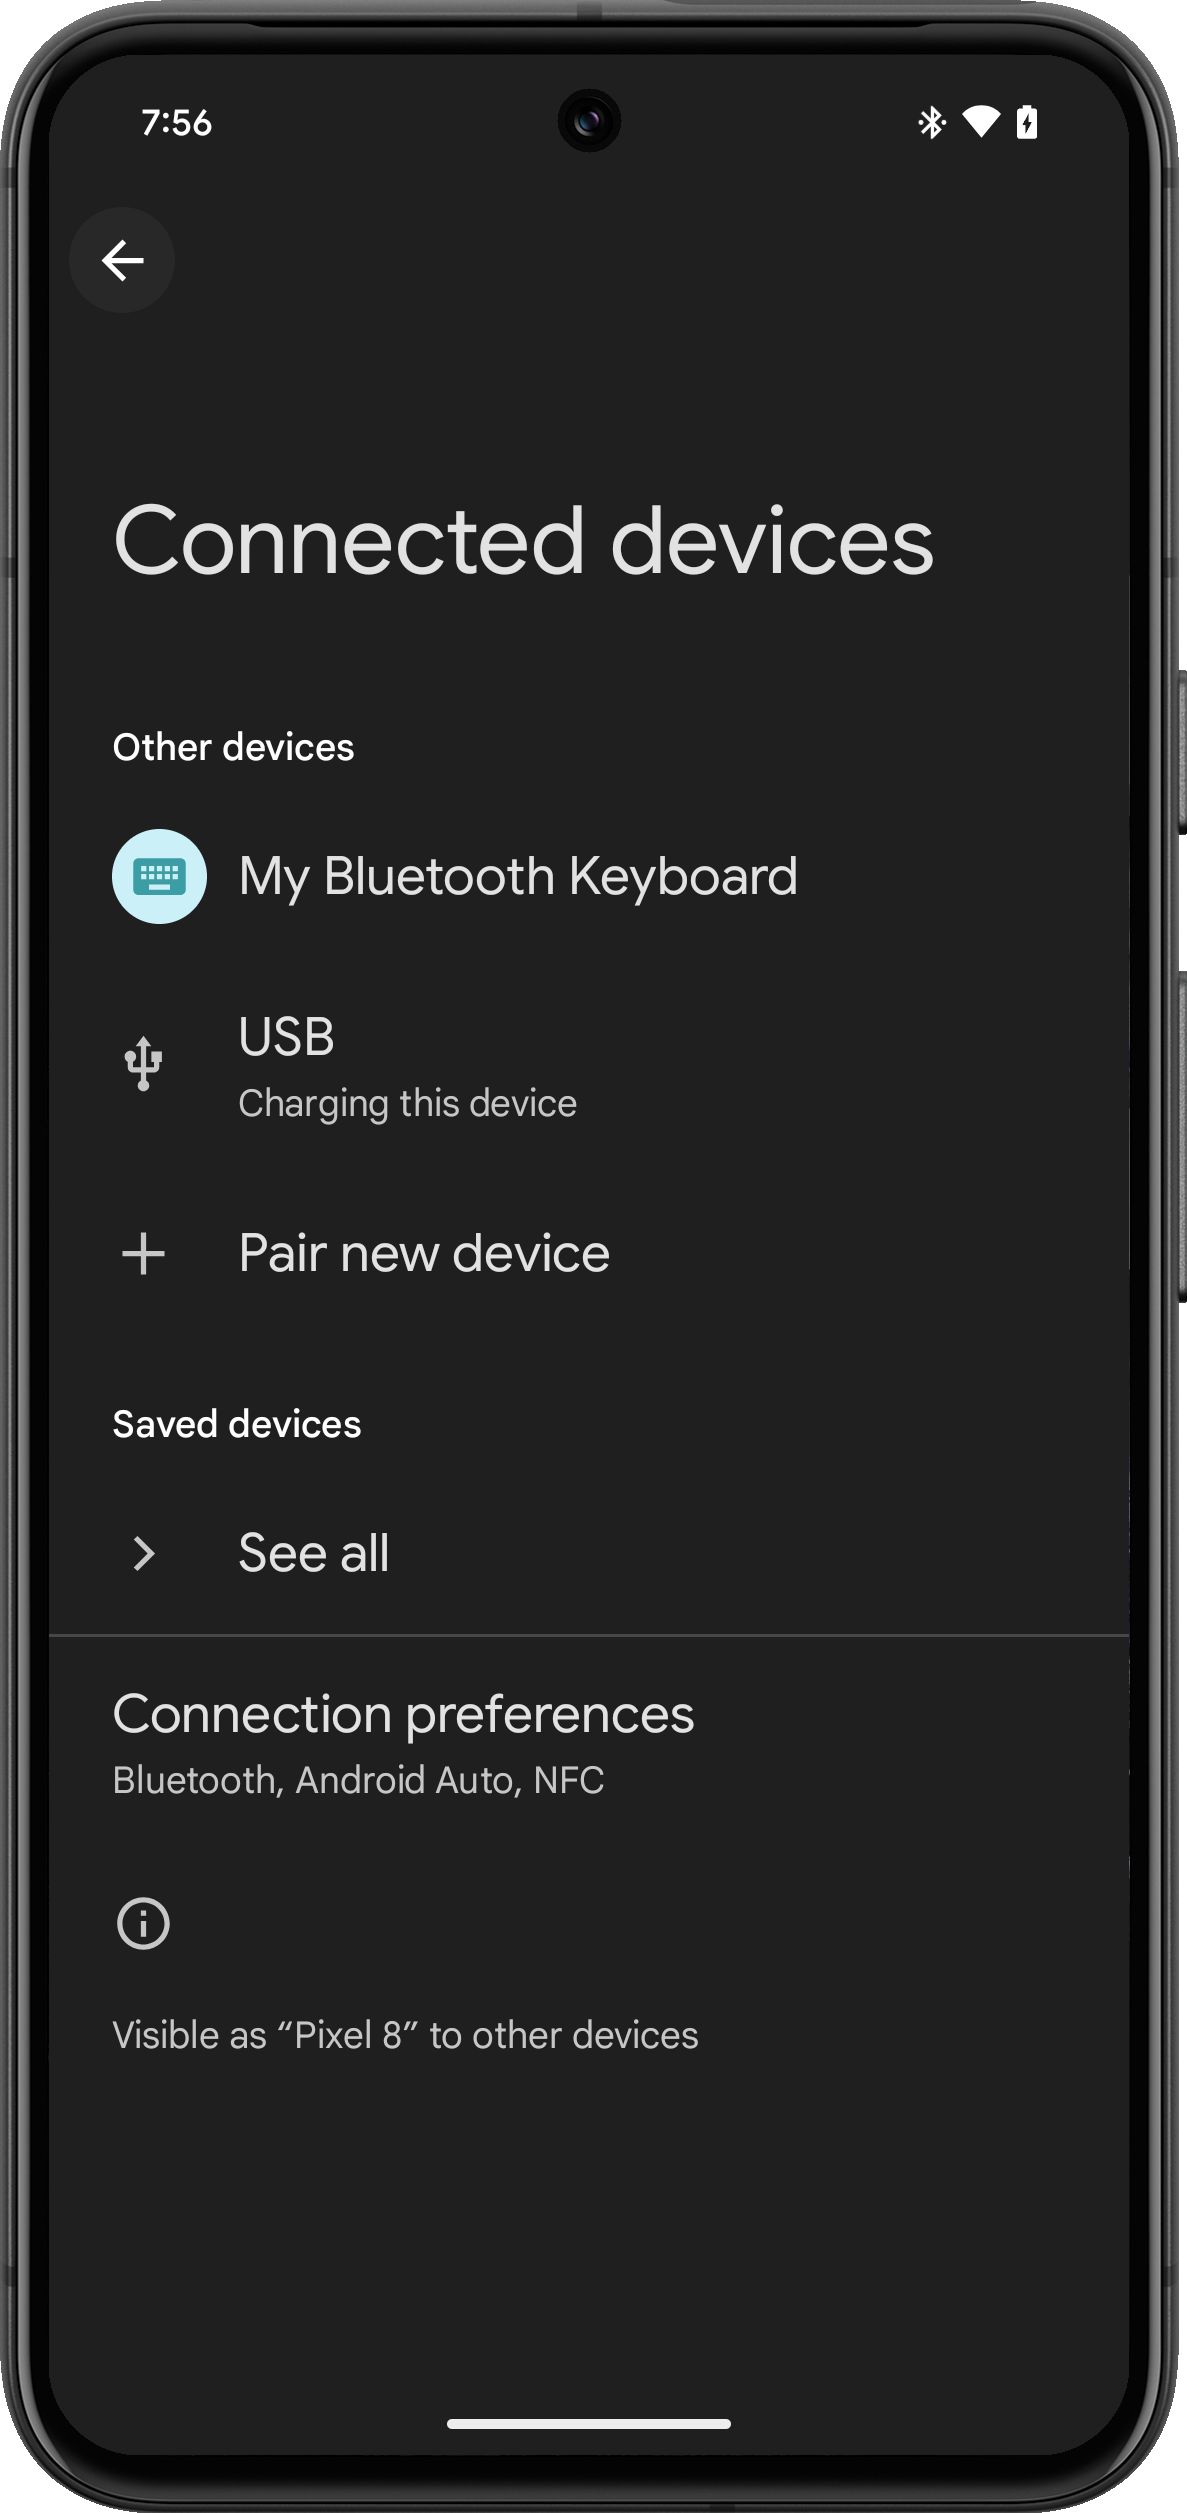 7:56
Connected devices
Other devices
My Bluetooth Keyboard
USB
Charging this device
Pair new device
Saved devices
See all
Connection preferences
Bluetooth, Android Auto, NFC
Visible as “Pixel 8” to other devices